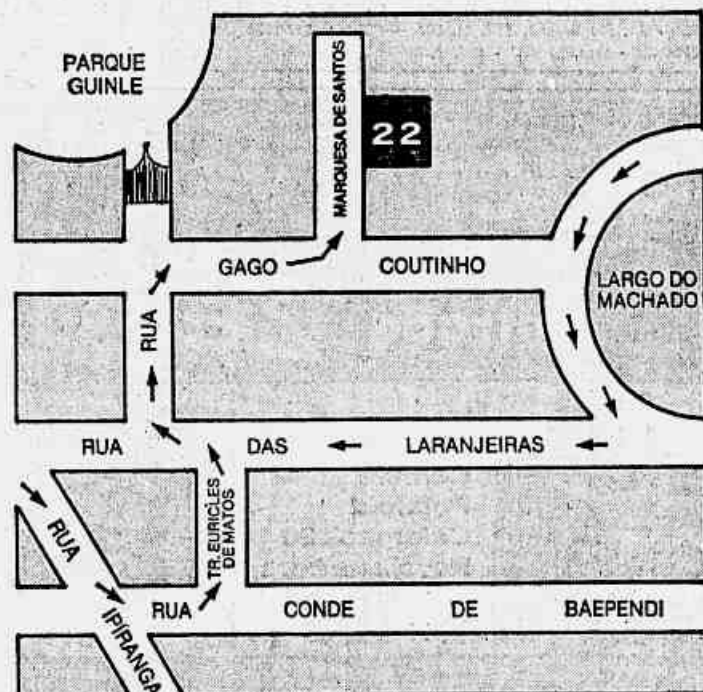 PARQUE
GUINLE
MARQUESA DE SANTOS
22
GAGO
COUTINHO
LARGO DO
MACHADO
RUA
RUA DAS LARANJEIRAS
TR. EURICLES
DE MATOS
RUA
IPIRANGA
RUA CONDE DE BAEPENDI